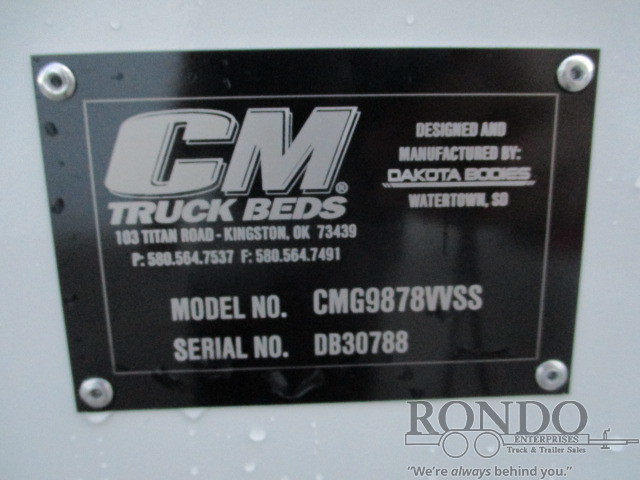 CM®
TRUCK BEDS
103 TITAN ROAD - KINGSTON, OK 73439
P: 580.564.7537 F: 580.564.7491
DESIGNED AND
MANUFACTURED BY:
DAKOTA BODIES
WATERTOWN, SD
MODEL NO. CMG9878VVSS
SERIAL NO. DB30788
RONDO
ENTERPRISES
Truck & Trailer Sales
"We're always behind you."